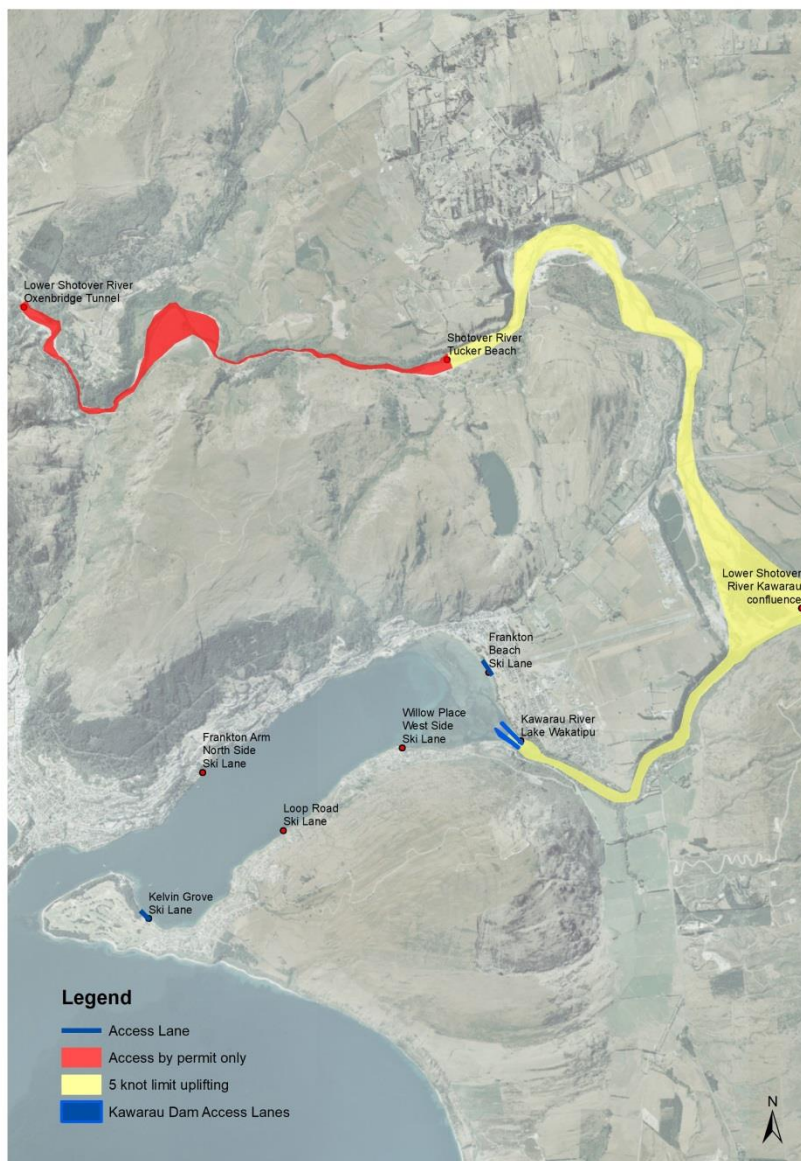 Lower Shotover River
Oxenbridge Tunnel
Shotover River
Tucker Beach
Lower Shotover
River Kawarau
confluence
Frankton
Beach
Ski Lane
Willow Place
West Side
Ski Lane
Kawarau River
Lake Wakatipu
Frankton Arm
North Side
Ski Lane
Loop Road
Ski Lane
Kelvin Grove
Ski Lane
Legend
Access Lane
Access by permit only
5 knot limit uplifting
Kawarau Dam Access Lanes
N